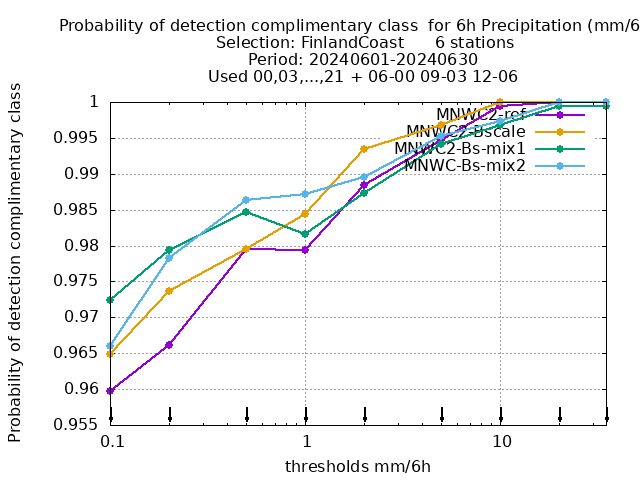 Probability of detection complimentary class  for 6h Precipitation (mm/6
Selection: FinlandCoast      6 stations
Period: 20240601-20240630
Used 00,03,...,21 + 06-00 09-03 12-06
Probability of detection complimentary class
1
0.995
0.99
0.985
0.98
0.975
0.97
0.965
0.96
0.955
MNWC2-ref
MNWC2-Bscale
MNWC2-Bs-mix1
MNWC-Bs-mix2
0.1
1
10
thresholds mm/6h